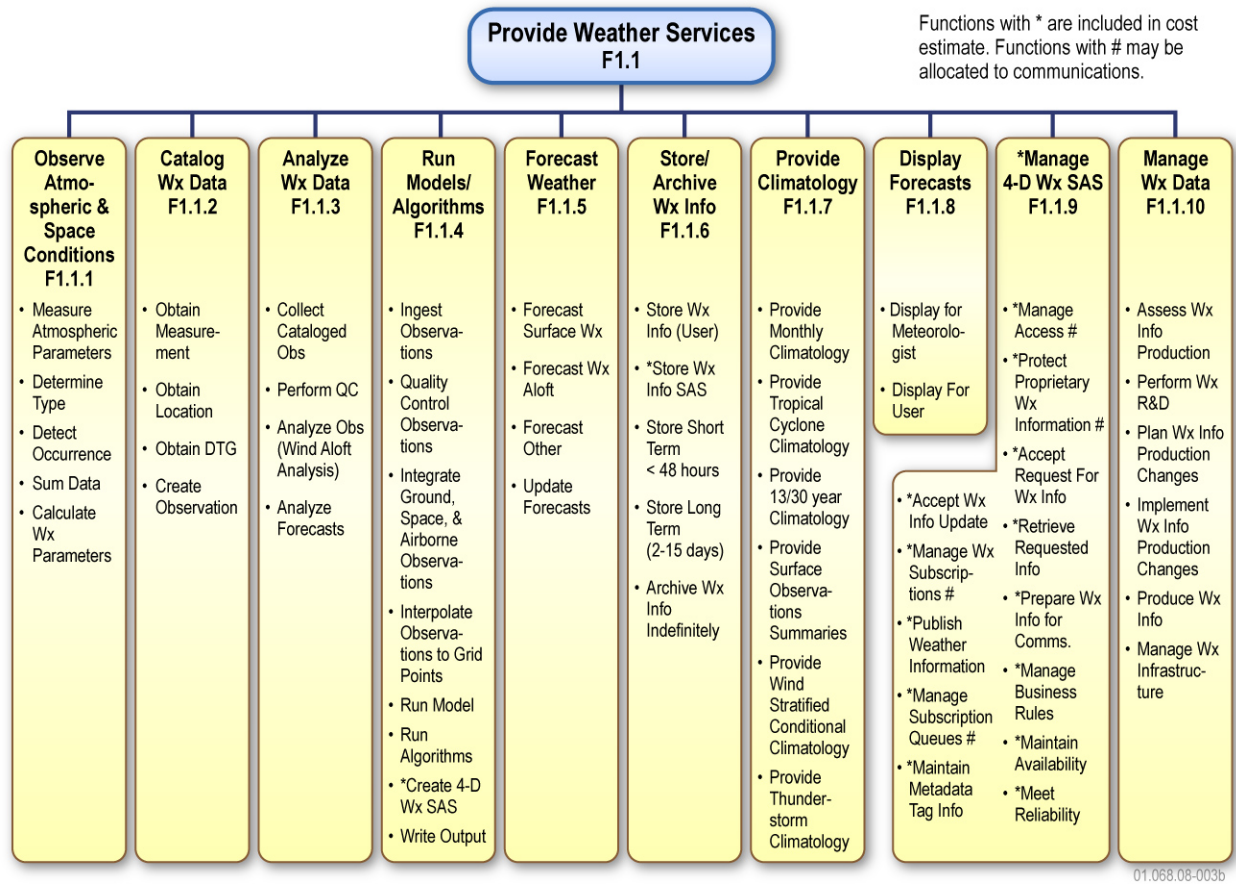 Provide Weather Services
F1.1
Functions with * are included in cost
estimate. Functions with # may be
allocated to communications.
Observe
Atmo-
spheric &
Space
Conditions
F1.1.1
• Measure
Atmospheric
Parameters
• Determine
Type
• Detect
Occurrence
• Sum Data
• Calculate
Wx
Parameters
Catalog
Wx Data
F1.1.2
• Obtain
Measure-
ment
• Obtain
Location
• Obtain DTG
• Create
Observation
Analyze
Wx Data
F1.1.3
• Collect
Cataloged
Obs
• Perform QC
• Analyze Obs
(Wind Aloft
Analysis)
• Analyze
Forecasts
Run
Models/
Algorithms
F1.1.4
• Ingest
Observa-
tions
• Quality
Control
Observa-
tions
• Integrate
Ground,
Space, &
Airborne
Observa-
tions
• Interpolate
Observa-
tions to Grid
Points
• Run Model
• Run
Algorithms
• *Create 4-D
Wx SAS
• Write Output
Forecast
Weather
F1.1.5
• Forecast
Surface Wx
• Forecast Wx
Aloft
• Forecast
Other
• Update
Forecasts
Store/
Archive
Wx Info
F1.1.6
• Store Wx
Info (User)
• *Store Wx
Info SAS
• Store Short
Term
< 48 hours
• Store Long
Term
(2-15 days)
• Archive Wx
Info
Indefinitely
Provide
Climatology
F1.1.7
• Provide
Monthly
Climatology
• Provide
Tropical
Cyclone
Climatology
• Provide
13/30 year
Climatology
• Provide
Surface
Observa-
tions
Summaries
• Provide
Wind
Stratified
Conditional
Climatology
• Provide
Thunder-
storm
Climatology
Display
Forecasts
F1.1.8
• Display for
Meteorolo-
gist
• Display For
User
*Manage
4-D Wx SAS
F1.1.9
• *Manage
Access #
• *Protect
Proprietary
Wx
Information #
• *Accept
Request For
Wx Info
• *Retrieve
Requested
Info
• *Prepare Wx
Info for
Comms.
• *Manage
Business
Rules
• *Maintain
Availability
• *Meet
Reliability
• *Accept Wx
Info Update
• *Manage Wx
Subscrip-
tions #
• *Publish
Weather
Information
• *Manage
Subscription
Queues #
• *Maintain
Metadata
Tag Info
Manage
Wx Data
F1.1.10
• Assess Wx
Info
Production
• Perform Wx
R&D
• Plan Wx Info
Production
Changes
• Implement
Wx Info
Production
Changes
• Produce Wx
Info
• Manage Wx
Infrastruc-
ture
01.068.08-003b